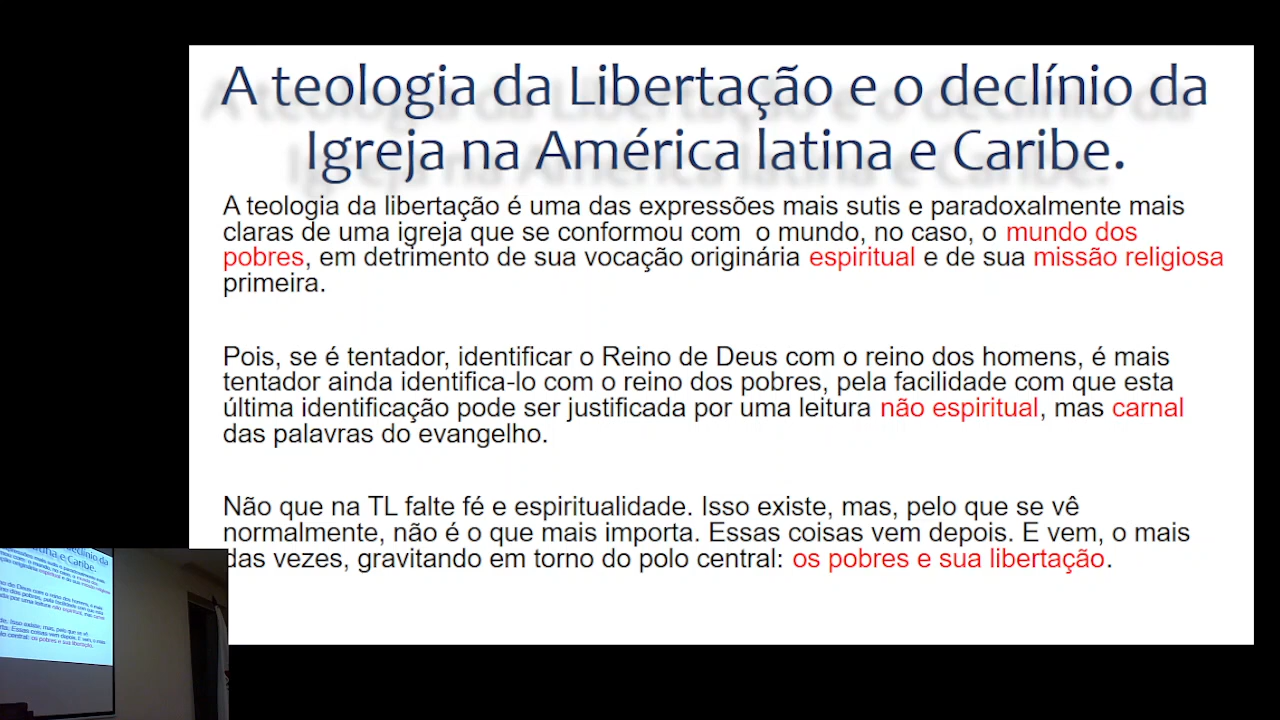 A teologia da Libertação e o declínio da
Igreja na América latina e Caribe.
A teologia da libertação é uma das expressões mais sutis e paradoxalmente mais
claras de uma igreja que se conformou com o mundo, no caso, o mundo dos
pobres, em detrimento de sua vocação originária espiritual e de sua missão religiosa
primeira.
Pois, se é tentador, identificar o Reino de Deus com o reino dos homens, é mais
tentador ainda identifica-lo com o reino dos pobres, pela facilidade com que esta
última identificação pode ser justificada por uma leitura não espiritual, mas carnal
das palavras do evangelho.
Não que na TL falte fé e espiritualidade. Isso existe, mas, pelo que se vê
normalmente, não é o que mais importa. Essas coisas vem depois. E vem, o mais
das vezes, gravitando em torno do polo central: os pobres e sua libertação.